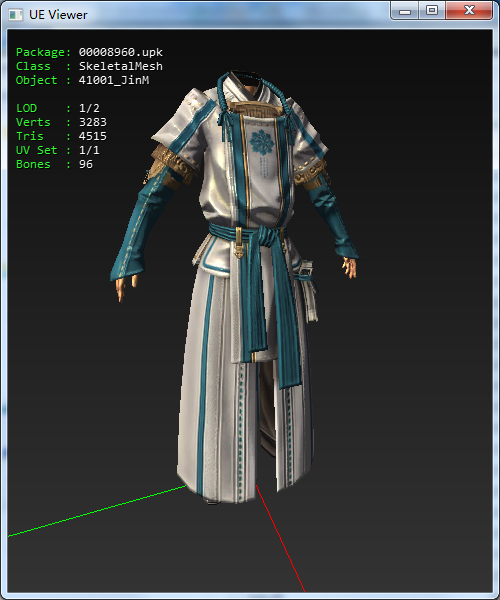 UE Viewer
Package: 00008960.upk
Class : SkeletalMesh
Object : 41001_JinM
LOD : 1/2
Verts : 3283
Tris : 4515
UV Set : 1/1
Bones : 96